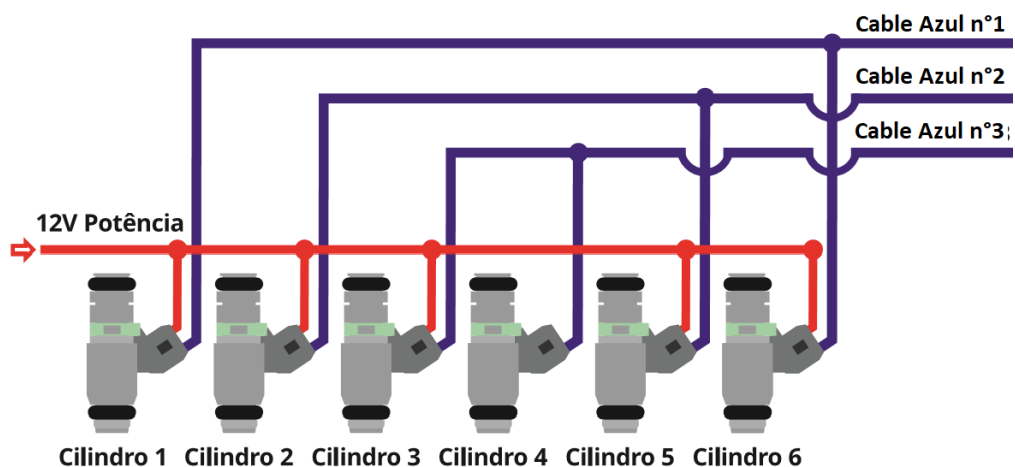 Cable Azul n°1
Cable Azul n°2
Cable Azul n°3
12V Potência
Cilindro 1 Cilindro 2 Cilindro 3 Cilindro 4 Cilindro 5 Cilindro 6